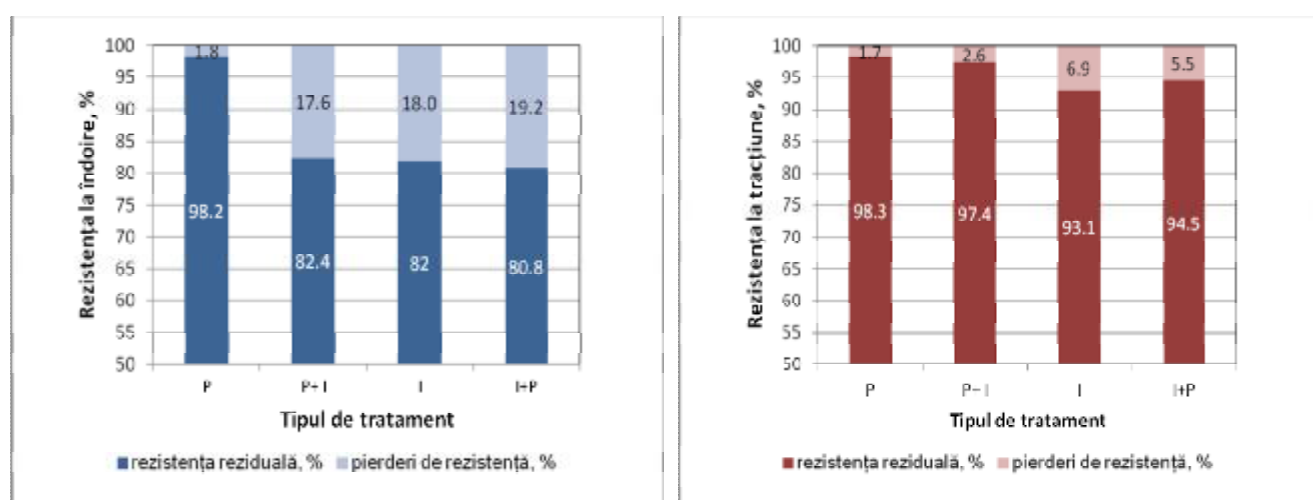 Rezistența la îndoire, %
100
95
90
85
80
75
70
65
60
55
50
1.8
17.6
18.0
19.2
98.2
82.4
82
80.8
P
P+I
I
I+P
Tipul de tratament
rezistența reziduală, %
pierderi de rezistență, %
Rezistența la tracțiune, %
100
95
90
85
80
75
70
65
60
55
50
1.7
2.6
6.9
5.5
98.3
97.4
93.1
94.5
P
P+I
I
I+P
Tipul de tratament
rezistența reziduală, %
pierderi de rezistență, %